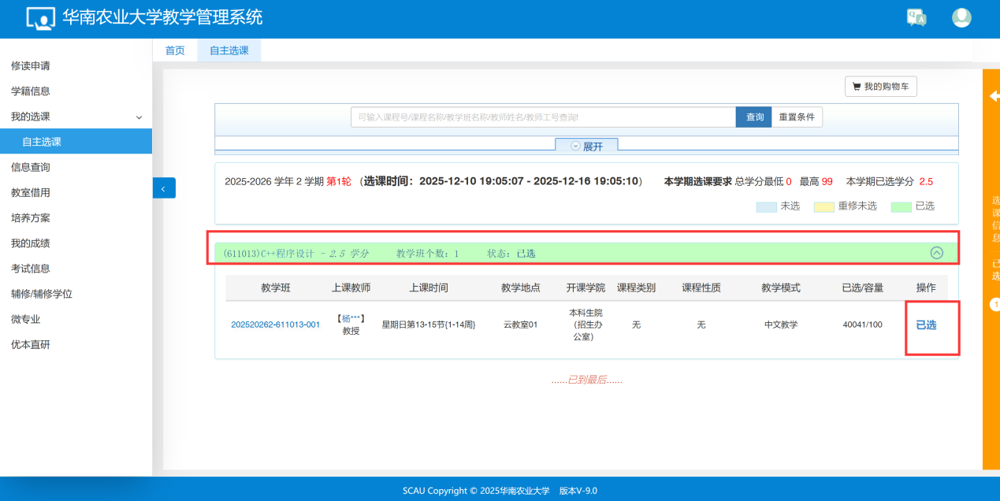 华南农业大学教学管理系统
首页 自主选课
修读申请
学籍信息
我的选课
自主选课
信息查询
教室借用
培养方案
我的成绩
考试信息
辅修/辅修学位
微专业
优本直研
我的购物车
可输入课程号/课程名称/教学班名称/教师姓名/教师工号查询! 查询 重置条件
展开
2025-2026 学年 2 学期 第1轮 （选课时间：2025-12-10 19:05:07 - 2025-12-16 19:05:10） 本学期选课要求 总学分最低 0 最高 99 本学期已选学分 2.5
未选 重修未选 已选
(611013)C++程序设计 - 2.5 学分 教学班个数: 1 状态: 已选
教学班 上课教师 上课时间 教学地点 开课学院 课程类别 课程性质 教学模式 已选/容量 操作
202520262-611013-001 【杨***】 教授 星期日第13-15节{1-14周} 云教室01 本科生院（招生办公室） 无 无 中文教学 40041/100 已选
......已到最后......
选课信息
已选
1
SCAU Copyright © 2025华南农业大学 版本V-9.0